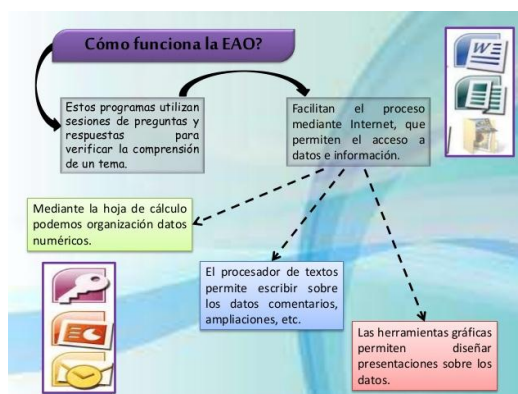 Cómo funciona la EAO?
Estos programas utilizan
sesiones de preguntas y
respuestas para
verificar la comprensión
de un tema.
Facilitan el proceso
mediante Internet, que
permiten el acceso a
datos e información.
Mediante la hoja de cálculo
podemos organización datos
numéricos.
El procesador de textos
permite escribir sobre
los datos comentarios,
ampliaciones, etc.
Las herramientas gráficas
permiten diseñar
presentaciones sobre los
datos.